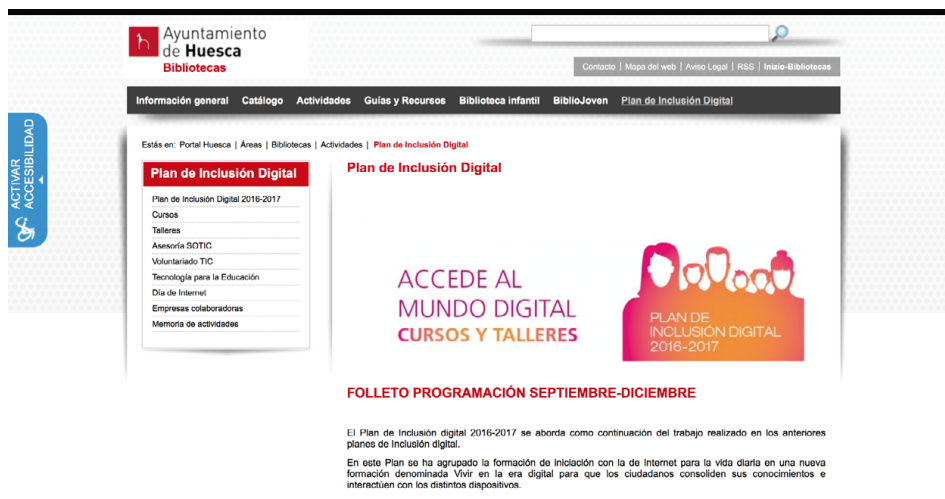 Ayuntamiento
de Huesca
Bibliotecas
Contacto | Mapa del web | Aviso Legal | RSS | Inizio-Bibliotecas
Información general Catálogo Actividades Guías y Recursos Biblioteca infantil BiblioJoven Plan de Inclusión Digital
ACTIVAR
ACCESIBILIDAD
Estás en: Portal Huesca | Áreas | Bibliotecas | Actividades | Plan de Inclusión Digital
Plan de Inclusión Digital
Plan de Inclusión Digital 2016-2017
Cursos
Talleres
Asesoría SOTIC
Voluntariado TIC
Tecnología para la Educación
Día de Internet
Empresas colaboradoras
Memoria de actividades
Plan de Inclusión Digital
ACCEDE AL
MUNDO DIGITAL
CURSOS Y TALLERES
PLAN DE
INCLUSIÓN DIGITAL
2016-2017
FOLLETO PROGRAMACIÓN SEPTIEMBRE-DICIEMBRE
El Plan de Inclusión digital 2016-2017 se aborda como continuación del trabajo realizado en los anteriores
planes de Inclusión digital.
En este Plan se ha agrupado la formación de iniciación con la de Internet para la vida diaria en una nueva
formación denominada Vivir en la era digital para que los ciudadanos consoliden sus conocimientos e
interactúen con los distintos dispositivos.